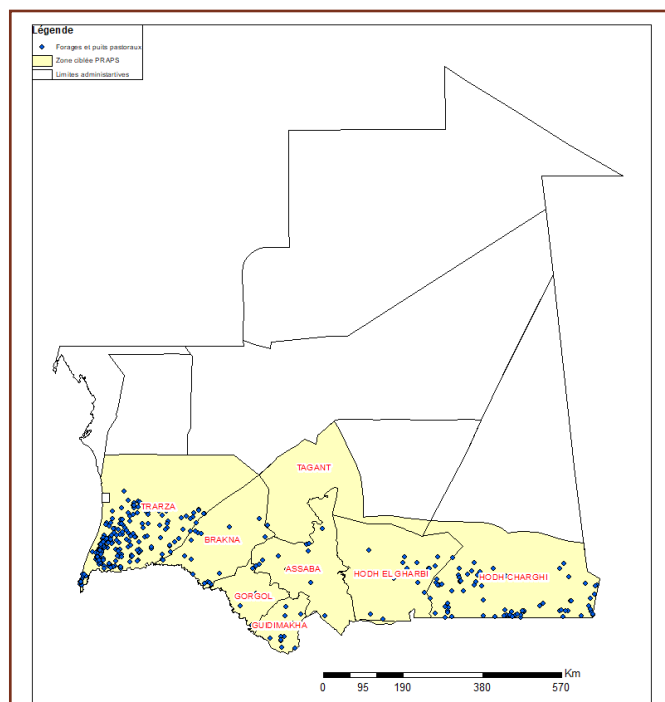 Légende
Forages et puits pastoraux
Zone ciblée PRAPS
Limites administartives
TAGANT
TRARZA
BRAKNA
ASSABA
HODH EL GHARBI
HODH CHARGHI
GORGOL
GUIDIMAKHA
Km
0 95 190 380 570